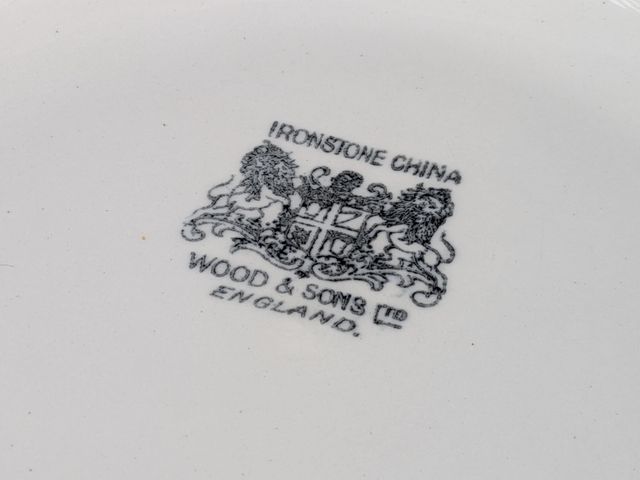 IRONSTONE CHINA
WOOD & SONS LTD
ENGLAND.